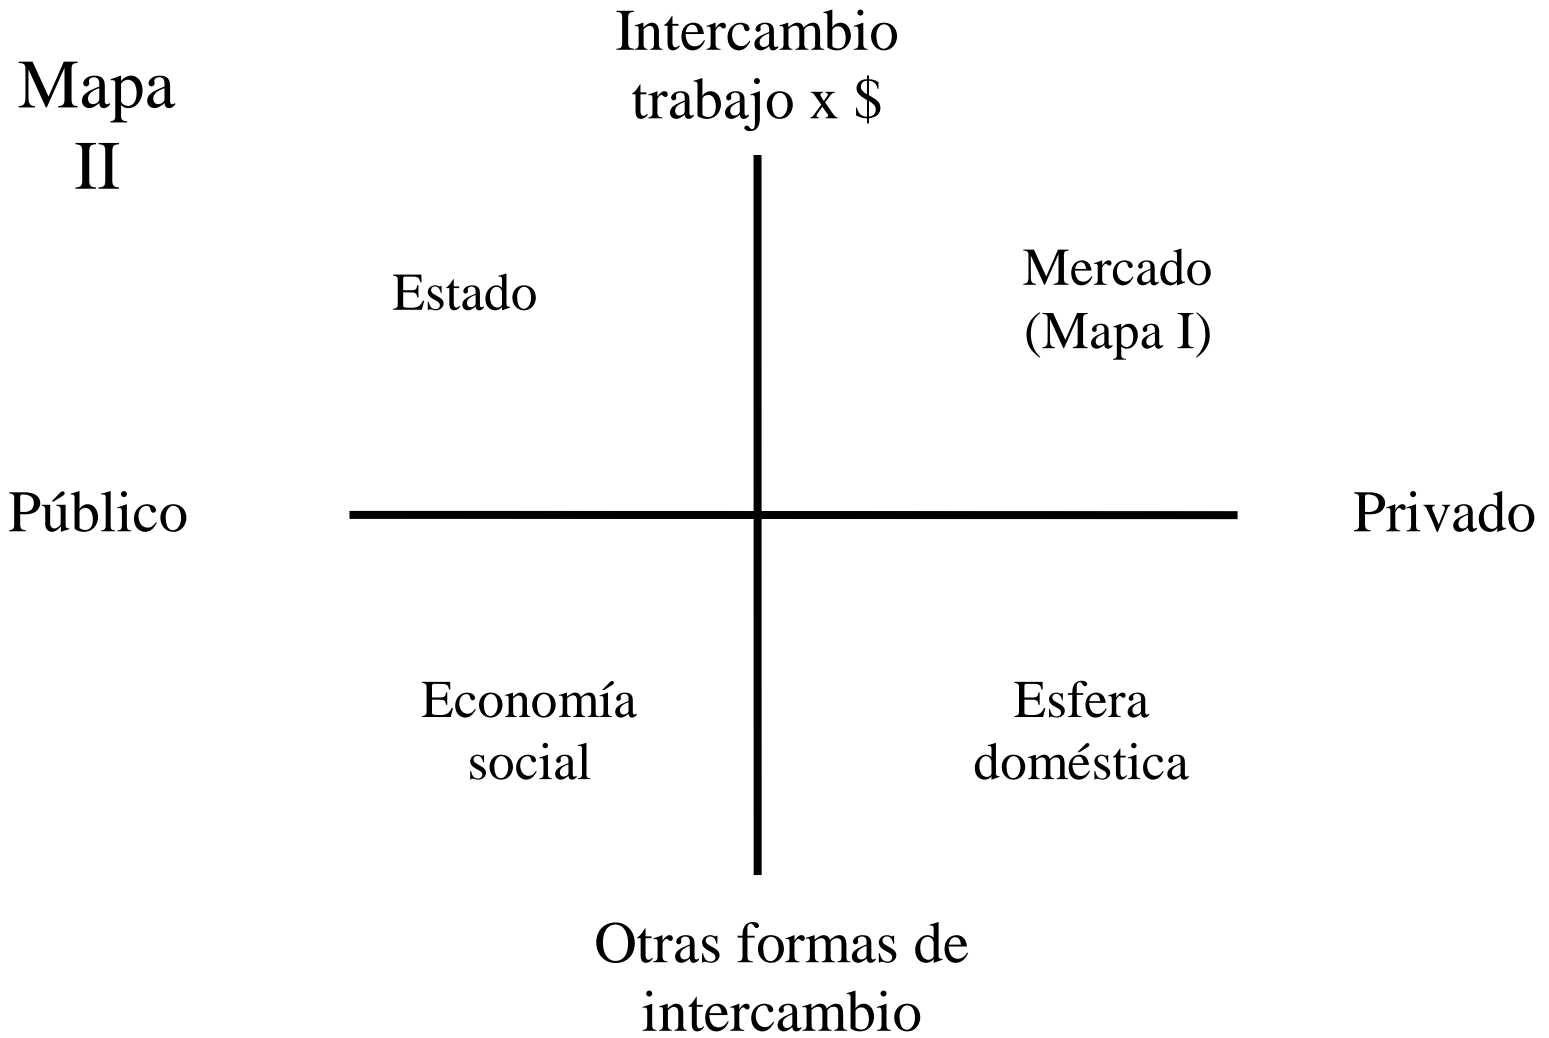 Mapa
II
Intercambio
trabajo x $
Estado
Mercado
(Mapa I)
Público
Privado
Economía
social
Esfera
doméstica
Otras formas de
intercambio